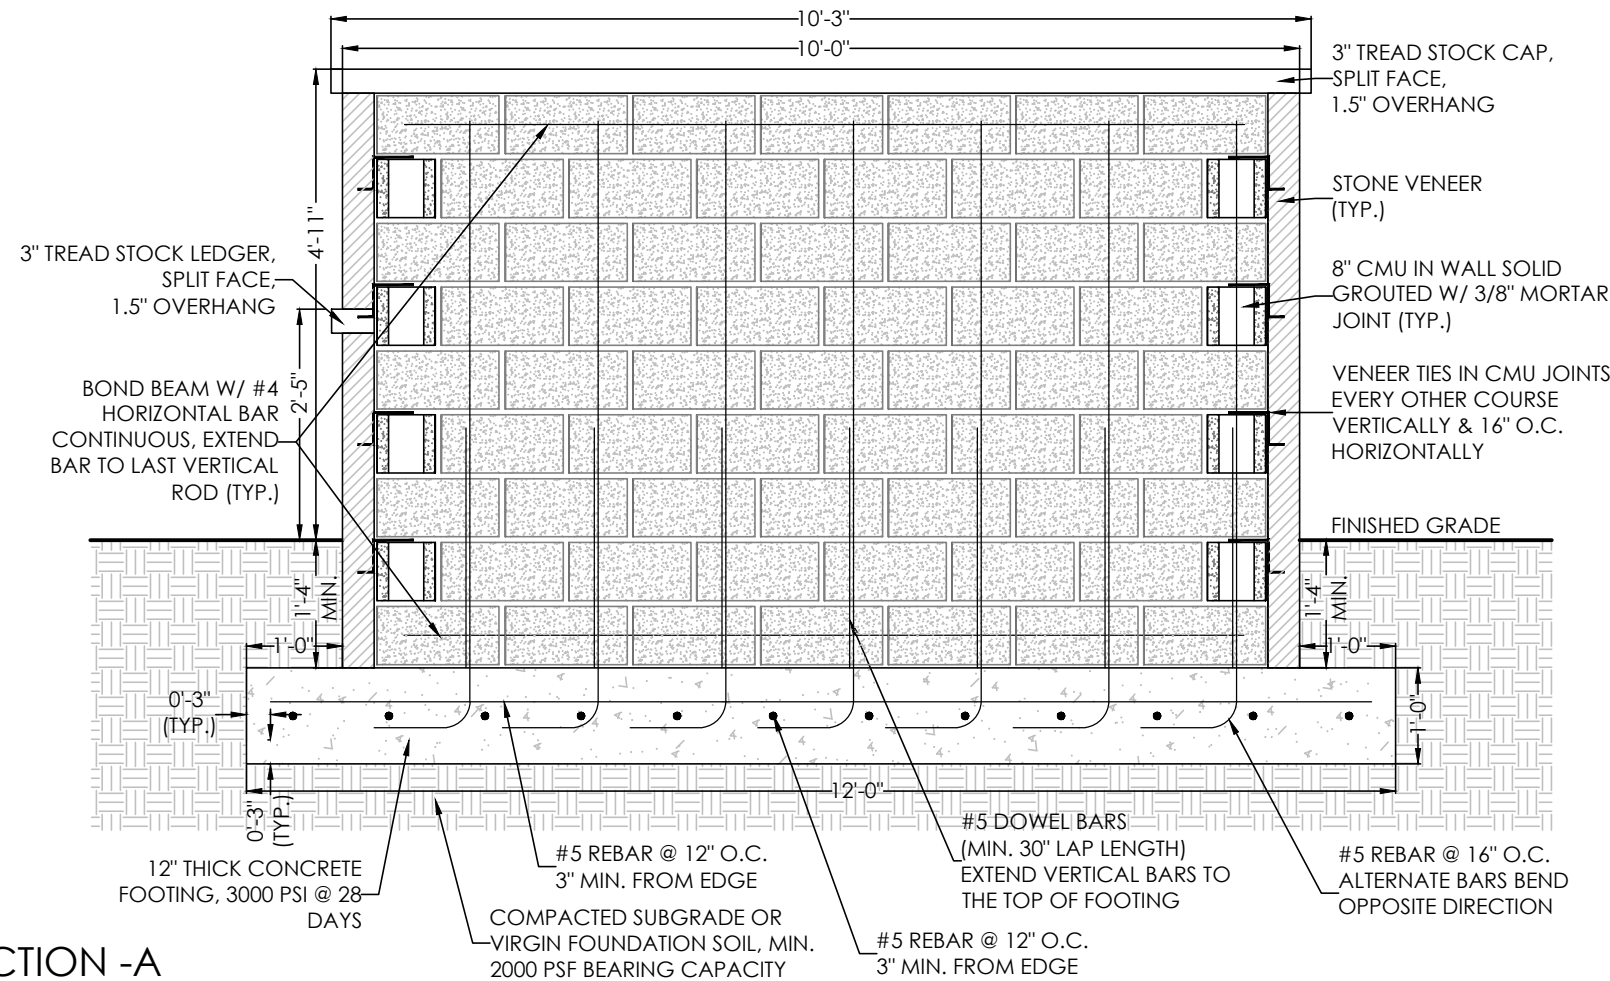 10'-3"
10'-0"
3" TREAD STOCK CAP,
SPLIT FACE,
1.5" OVERHANG
STONE VENEER
(TYP.)
4'-11"
3" TREAD STOCK LEDGER,
SPLIT FACE,
1.5" OVERHANG
8" CMU IN WALL SOLID
GROUTED W/ 3/8" MORTAR
JOINT (TYP.)
2'-5"
BOND BEAM W/ #4
HORIZONTAL BAR
CONTINUOUS, EXTEND
BAR TO LAST VERTICAL
ROD (TYP.)
VENEER TIES IN CMU JOINTS
EVERY OTHER COURSE
VERTICALLY & 16" O.C.
HORIZONTALLY
FINISHED GRADE
1'-4"
MIN.
1'-4"
MIN.
1'-0"
1'-0"
0'-3"
(TYP.)
1'-0"
12'-0"
0'-3"
(TYP.)
12" THICK CONCRETE
FOOTING, 3000 PSI @ 28
DAYS
#5 REBAR @ 12" O.C.
3" MIN. FROM EDGE
COMPACTED SUBGRADE OR
VIRGIN FOUNDATION SOIL, MIN.
2000 PSF BEARING CAPACITY
#5 DOWEL BARS
(MIN. 30" LAP LENGTH)
EXTEND VERTICAL BARS TO
THE TOP OF FOOTING
#5 REBAR @ 12" O.C.
3" MIN. FROM EDGE
#5 REBAR @ 16" O.C.
ALTERNATE BARS BEND
OPPOSITE DIRECTION
CTION -A